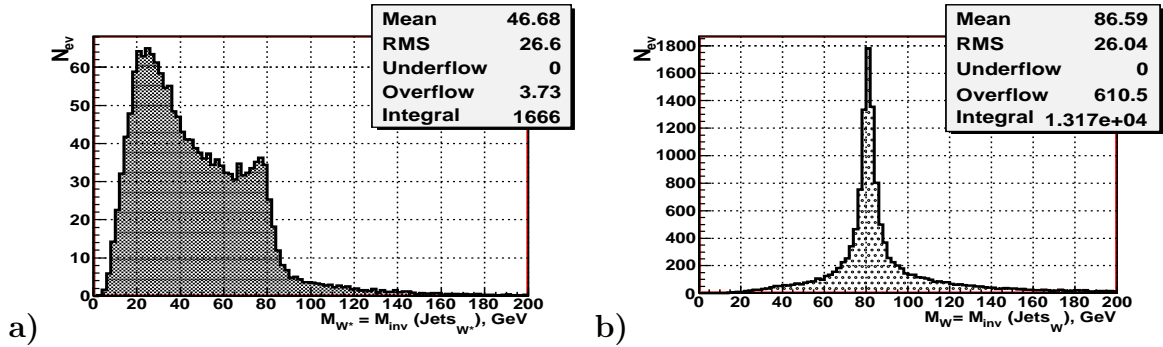 Mean 46.68
RMS 26.6
Underflow 0
Overflow 3.73
Integral 1666
N_ev
60
50
40
30
20
10
0
0 20 40 60 80 100 120 140 160 180 200
M_W* = M_inv (Jets_W*), GeV
a)
Mean 86.59
RMS 26.04
Underflow 0
Overflow 610.5
Integral 1.317e+04
N_ev
1800
1600
1400
1200
1000
800
600
400
200
0
0 20 40 60 80 100 120 140 160 180 200
M_W= M_inv (Jets_W), GeV
b)